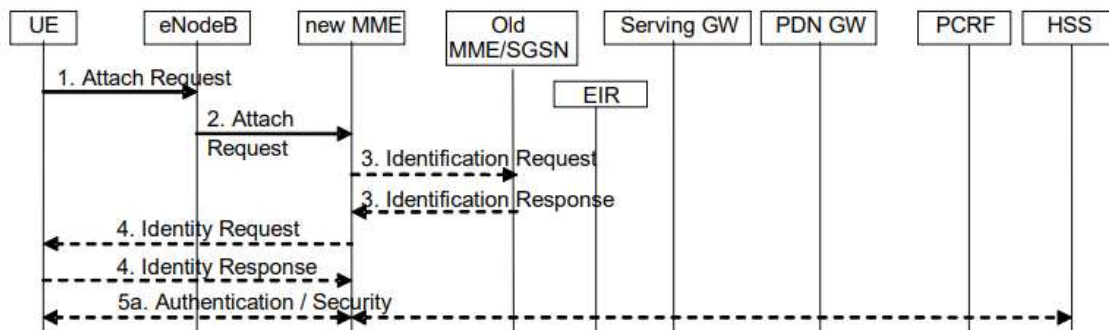 UE eNodeB new MME Old Serving GW PDN GW PCRF HSS
MME/SGSN
1. Attach Request
EIR
2. Attach
Request
3. Identification Request
3. Identification Response
4. Identity Request
4. Identity Response
5a. Authentication / Security